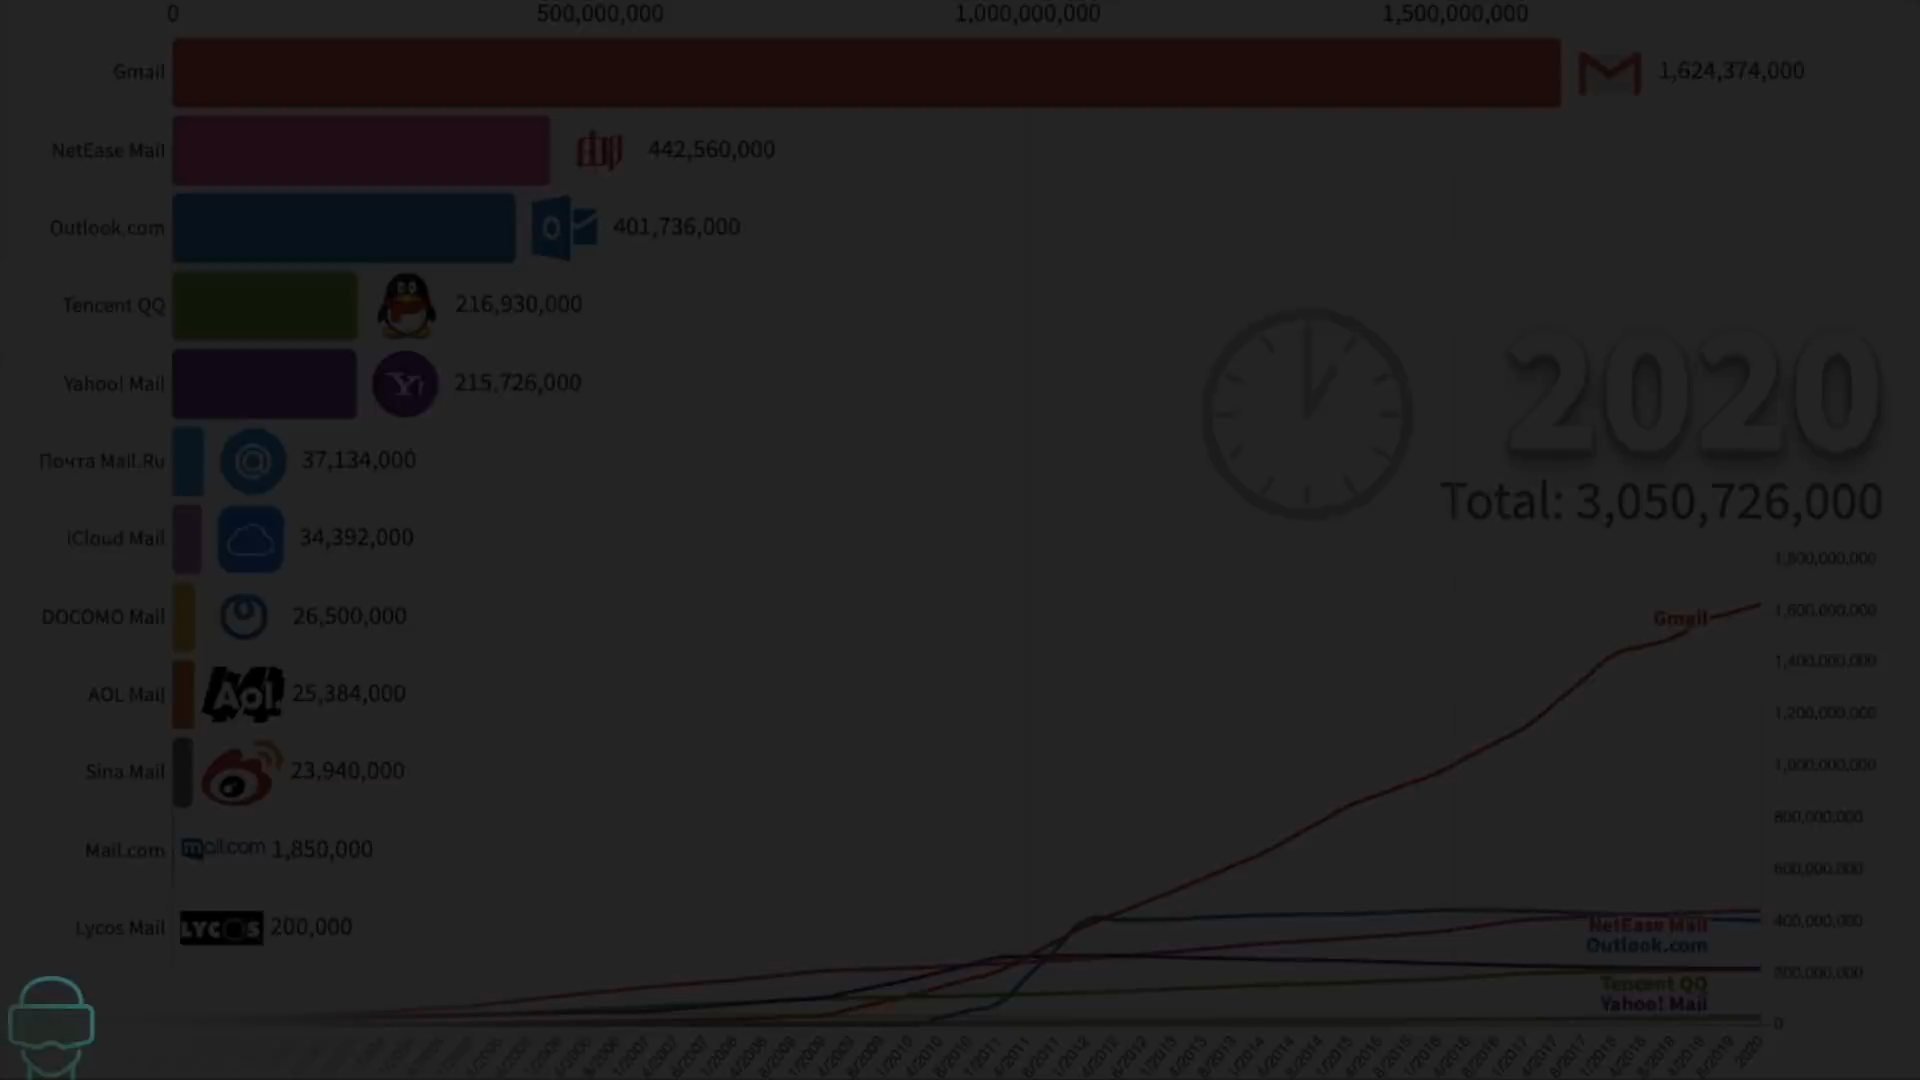 0 500,000,000 1,000,000,000 1,500,000,000
Gmail 1,624,374,000
NetEase Mail 442,560,000
Outlook.com 401,736,000
Tencent QQ 216,930,000
Yahoo! Mail Y! 215,726,000
Почта Mail.Ru 37,134,000
iCloud Mail 34,392,000
DOCOMO Mail 26,500,000
AOL Mail Aol. 25,384,000
Sina Mail 23,940,000
Mail.com mail.com 1,850,000
Lycos Mail LYCOS 200,000
2020
Total: 3,050,726,000
1,800,000,000
Gmail 1,600,000,000
1,400,000,000
1,200,000,000
1,000,000,000
800,000,000
600,000,000
NetEase Mail 400,000,000
Outlook.com
200,000,000
Tencent QQ
Yahoo! Mail
0
2020